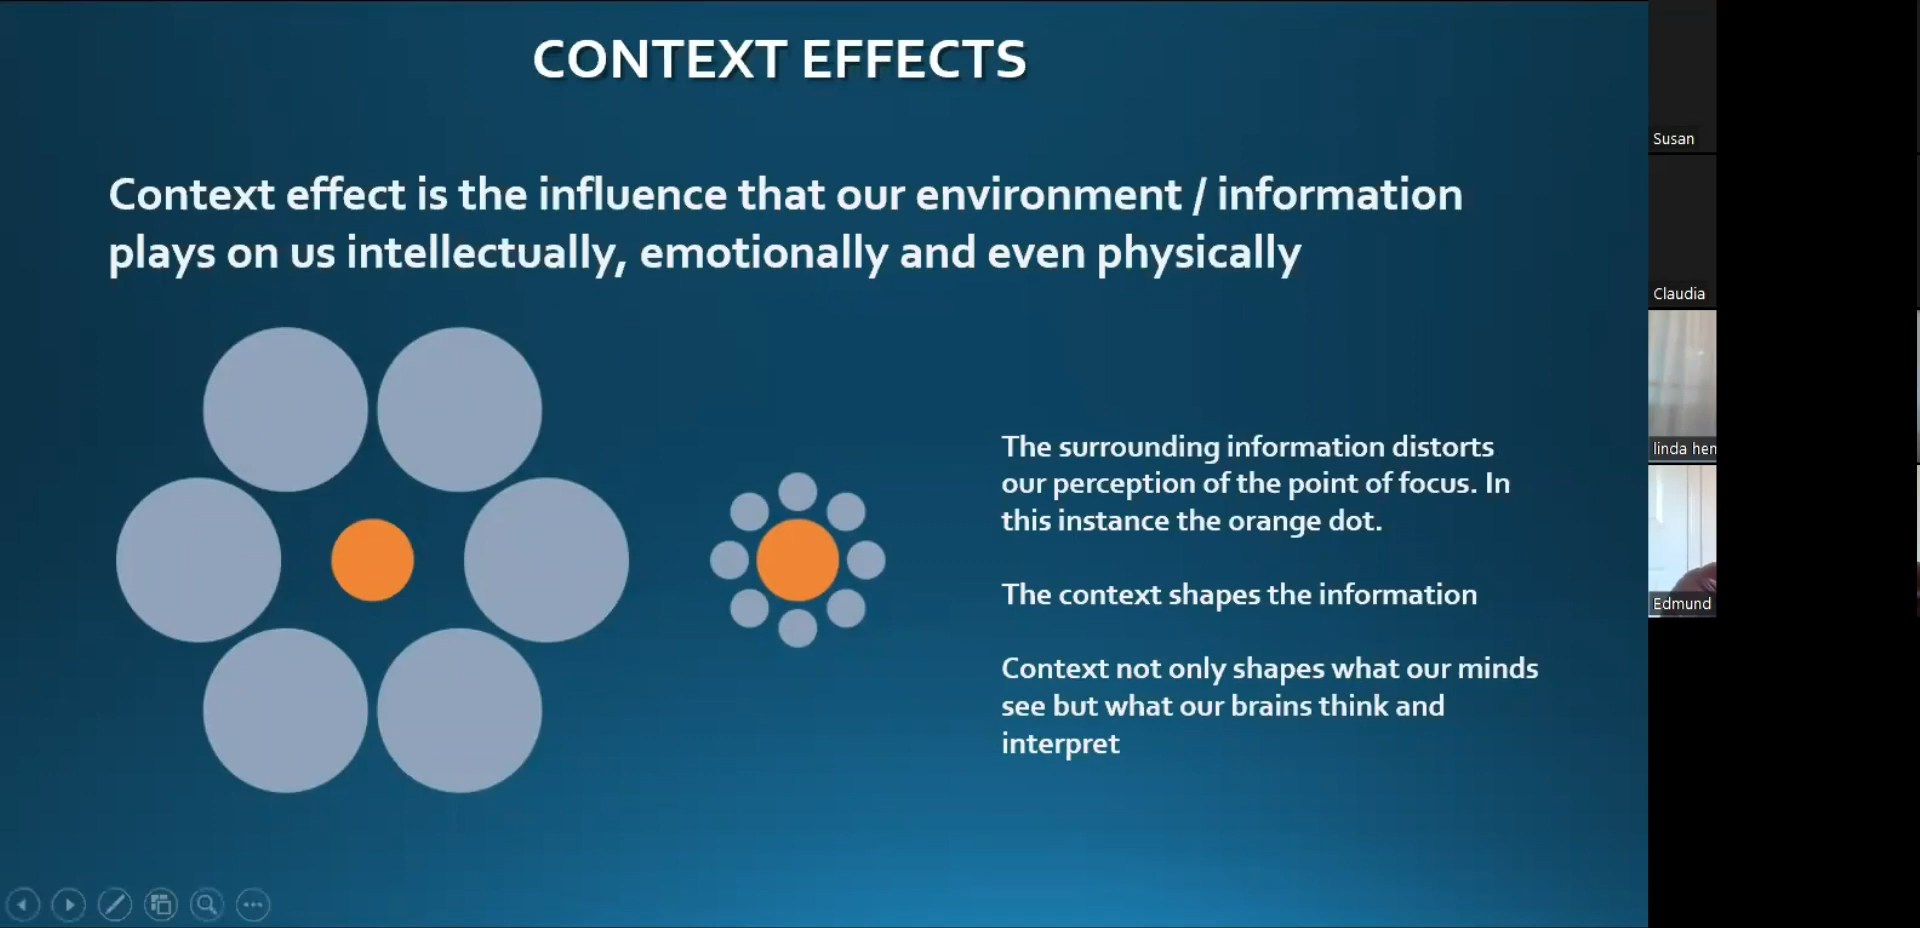 CONTEXT EFFECTS
Context effect is the influence that our environment / information
plays on us intellectually, emotionally and even physically
The surrounding information distorts
our perception of the point of focus. In
this instance the orange dot.
The context shapes the information
Context not only shapes what our minds
see but what our brains think and
interpret
Susan
Claudia
linda hen
Edmund